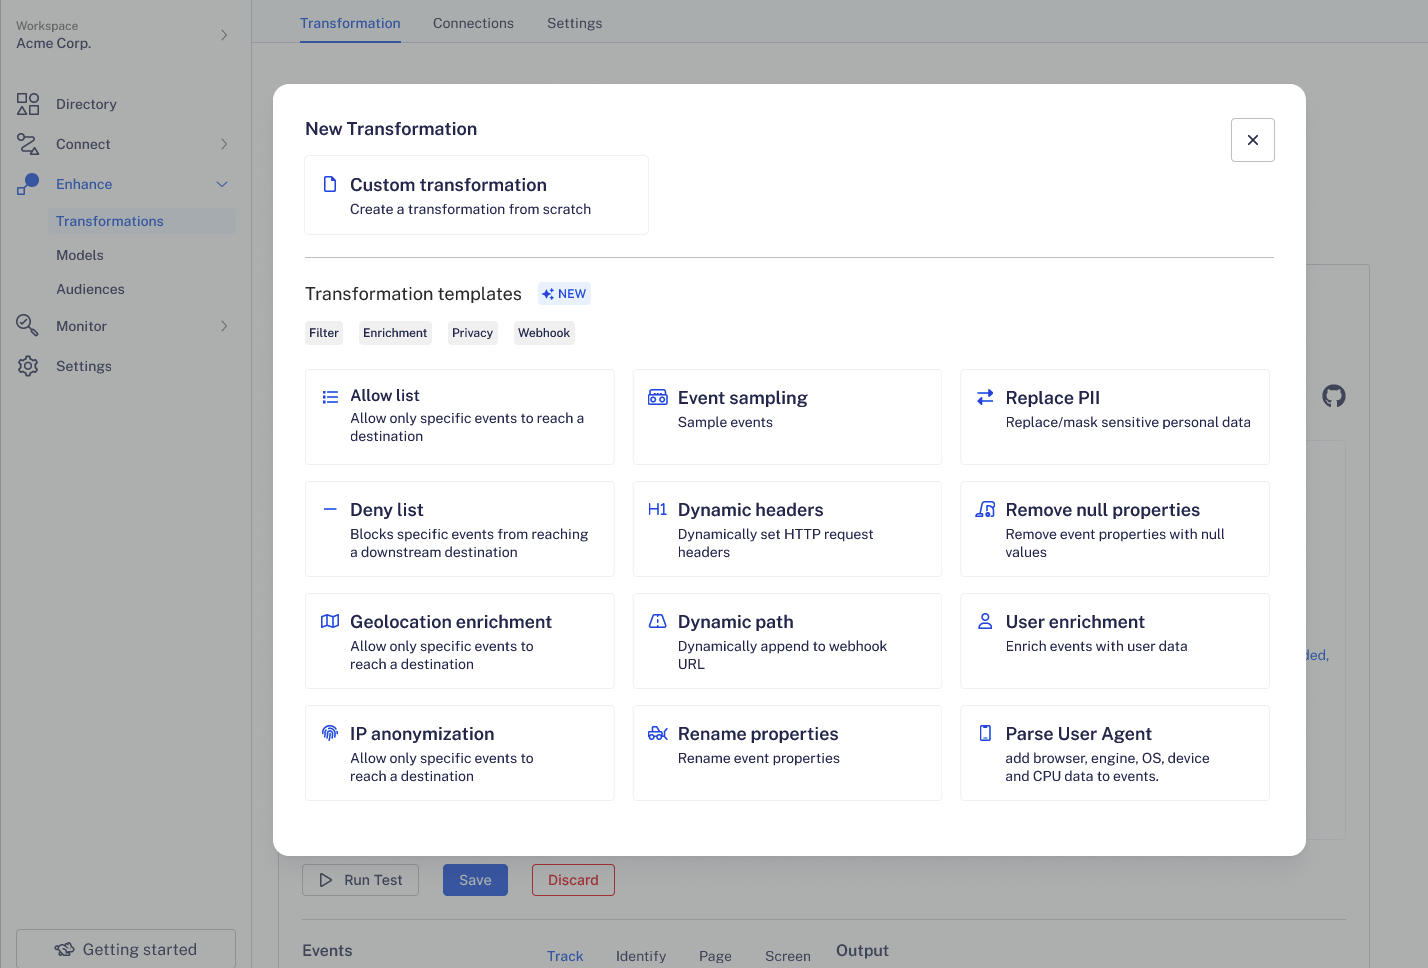 Workspace
Acme Corp.
Transformation
Connections
Settings
Directory
Connect
Enhance
Transformations
Models
Audiences
Monitor
Settings
Getting started
New Transformation
Custom transformation
Create a transformation from scratch
Transformation templates
NEW
Filter
Enrichment
Privacy
Webhook
Allow list
Allow only specific events to reach a
destination
Event sampling
Sample events
Replace PII
Replace/mask sensitive personal data
Deny list
Blocks specific events from reaching
a downstream destination
H1
Dynamic headers
Dynamically set HTTP request
headers
Remove null properties
Remove event properties with null
values
Geolocation enrichment
Allow only specific events to
reach a destination
Dynamic path
Dynamically append to webhook
URL
User enrichment
Enrich events with user data
IP anonymization
Allow only specific events to
reach a destination
Rename properties
Rename event properties
Parse User Agent
add browser, engine, OS, device
and CPU data to events.
Run Test
Save
Discard
Events
Track
Identify
Page
Screen
Output